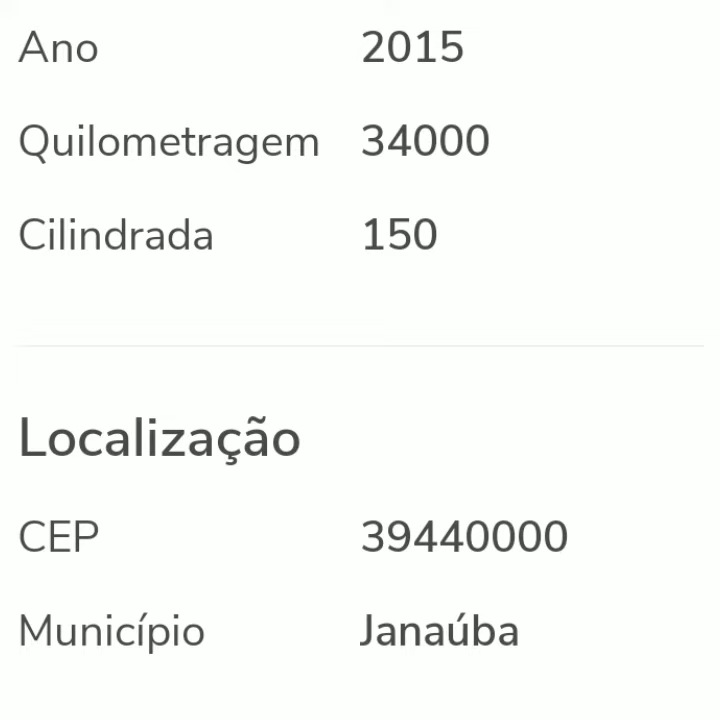 Ano 2015
Quilometragem 34000
Cilindrada 150
Localização
CEP 39440000
Município Janaúba